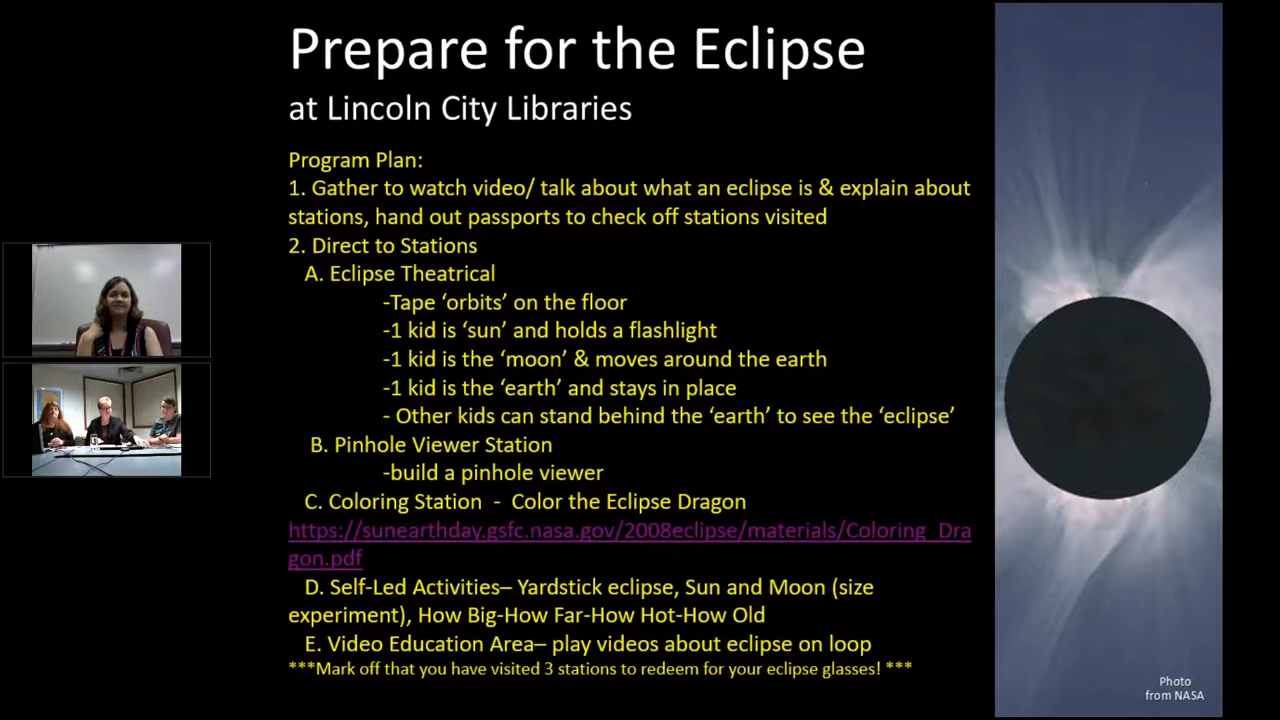 Prepare for the Eclipse
at Lincoln City Libraries
Program Plan:
1. Gather to watch video/ talk about what an eclipse is & explain about
stations, hand out passports to check off stations visited
2. Direct to Stations
A. Eclipse Theatrical
-Tape ‘orbits’ on the floor
-1 kid is ‘sun’ and holds a flashlight
-1 kid is the ‘moon’ & moves around the earth
-1 kid is the ‘earth’ and stays in place
- Other kids can stand behind the ‘earth’ to see the ‘eclipse’
B. Pinhole Viewer Station
-build a pinhole viewer
C. Coloring Station - Color the Eclipse Dragon
https://sunearthday.gsfc.nasa.gov/2008eclipse/materials/Coloring_Dra
gon.pdf
D. Self-Led Activities– Yardstick eclipse, Sun and Moon (size
experiment), How Big-How Far-How Hot-How Old
E. Video Education Area– play videos about eclipse on loop
***Mark off that you have visited 3 stations to redeem for your eclipse glasses! ***
Photo
from NASA